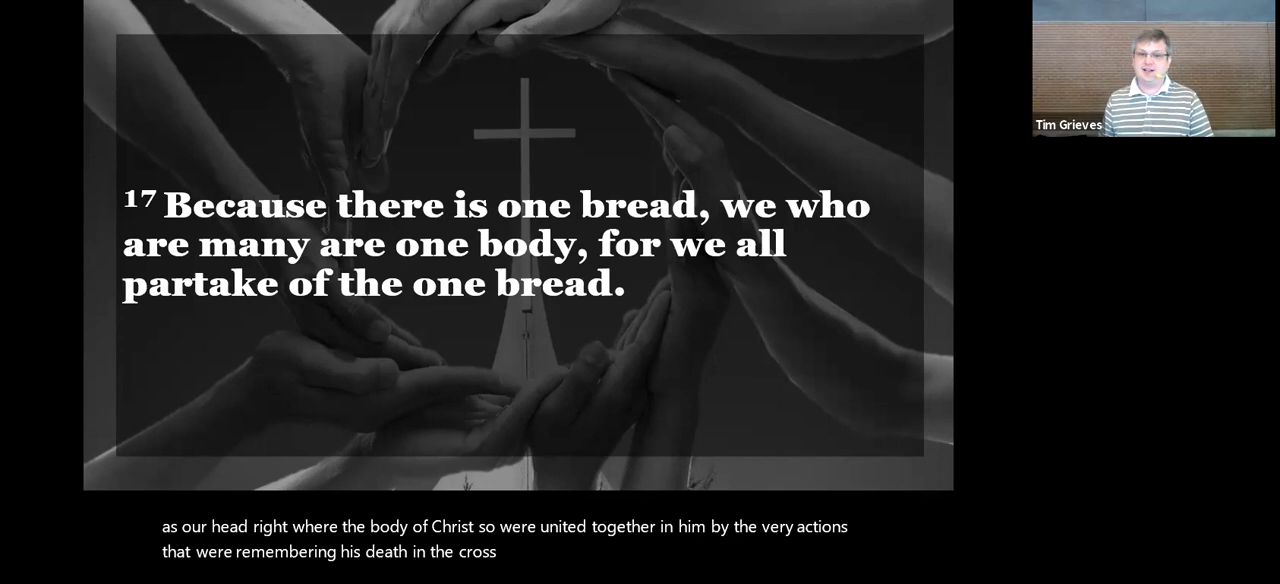 17 Because there is one bread, we who
are many are one body, for we all
partake of the one bread.
Tim Grieves
as our head right where the body of Christ so were united together in him by the very actions
that were remembering his death in the cross